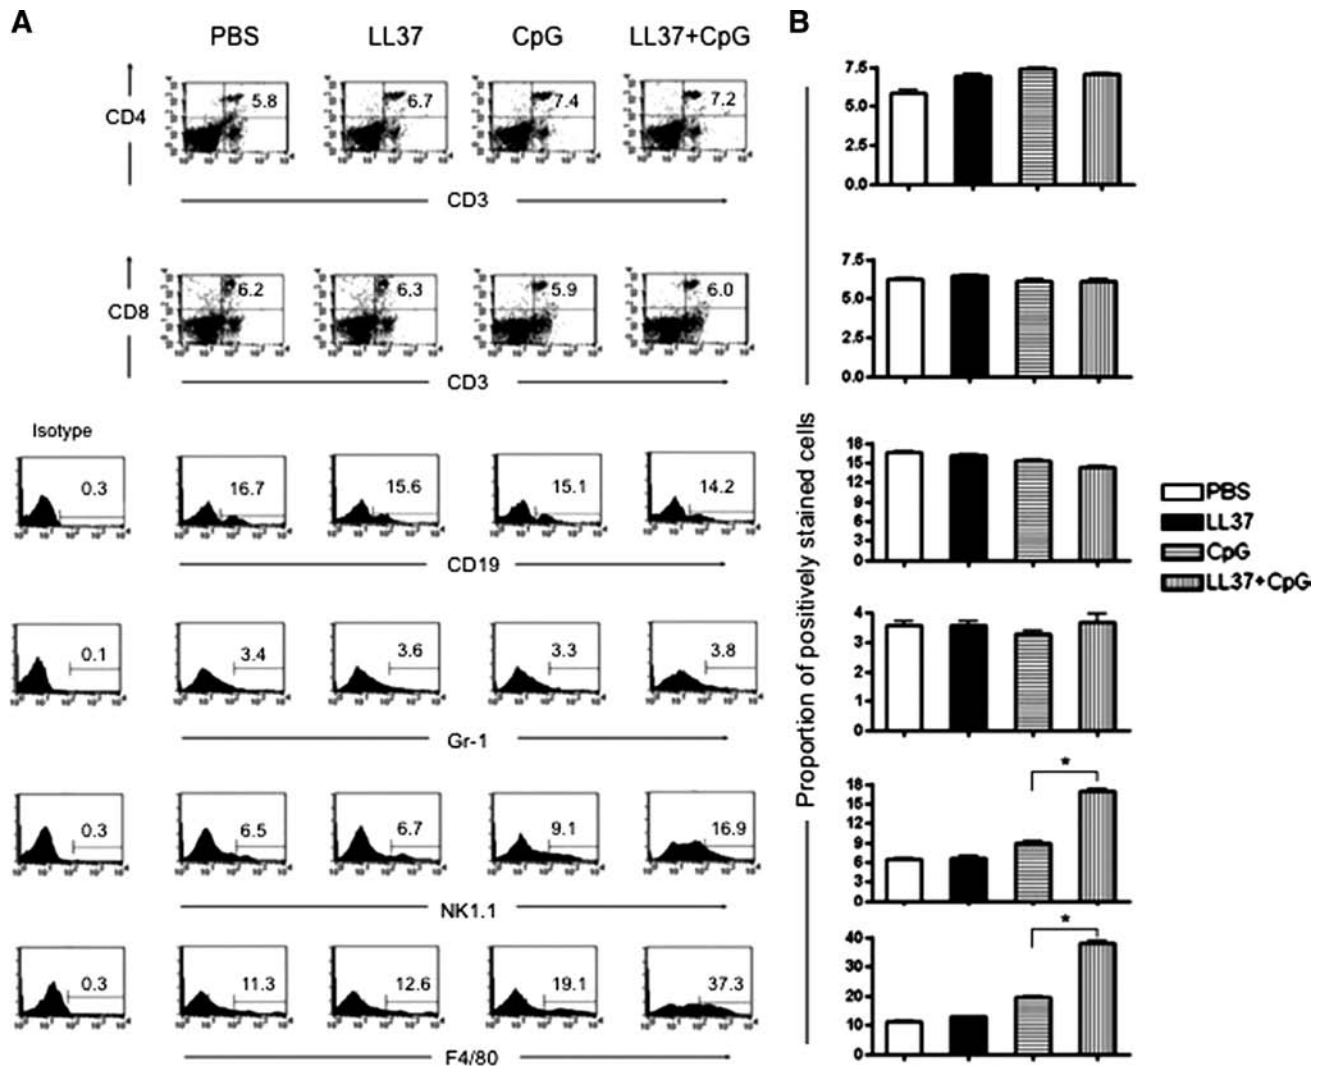 A
B
PBS LL37 CpG LL37+CpG
CD4
5.8 6.7 7.4 7.2
CD3
CD8
6.2 6.3 5.9 6.0
CD3
Isotype
0.3 16.7 15.6 15.1 14.2
CD19
0.1 3.4 3.6 3.3 3.8
Gr-1
0.3 6.5 6.7 9.1 16.9
NK1.1
0.3 11.3 12.6 19.1 37.3
F4/80
Proportion of positively stained cells
7.5
5.0
2.5
0.0
7.5
5.0
2.5
0.0
18
15
12
9
6
3
0
4
3
2
1
0
18
15
12
9
6
3
0
*
40
30
20
10
0
*
PBS
LL37
CpG
LL37+CpG